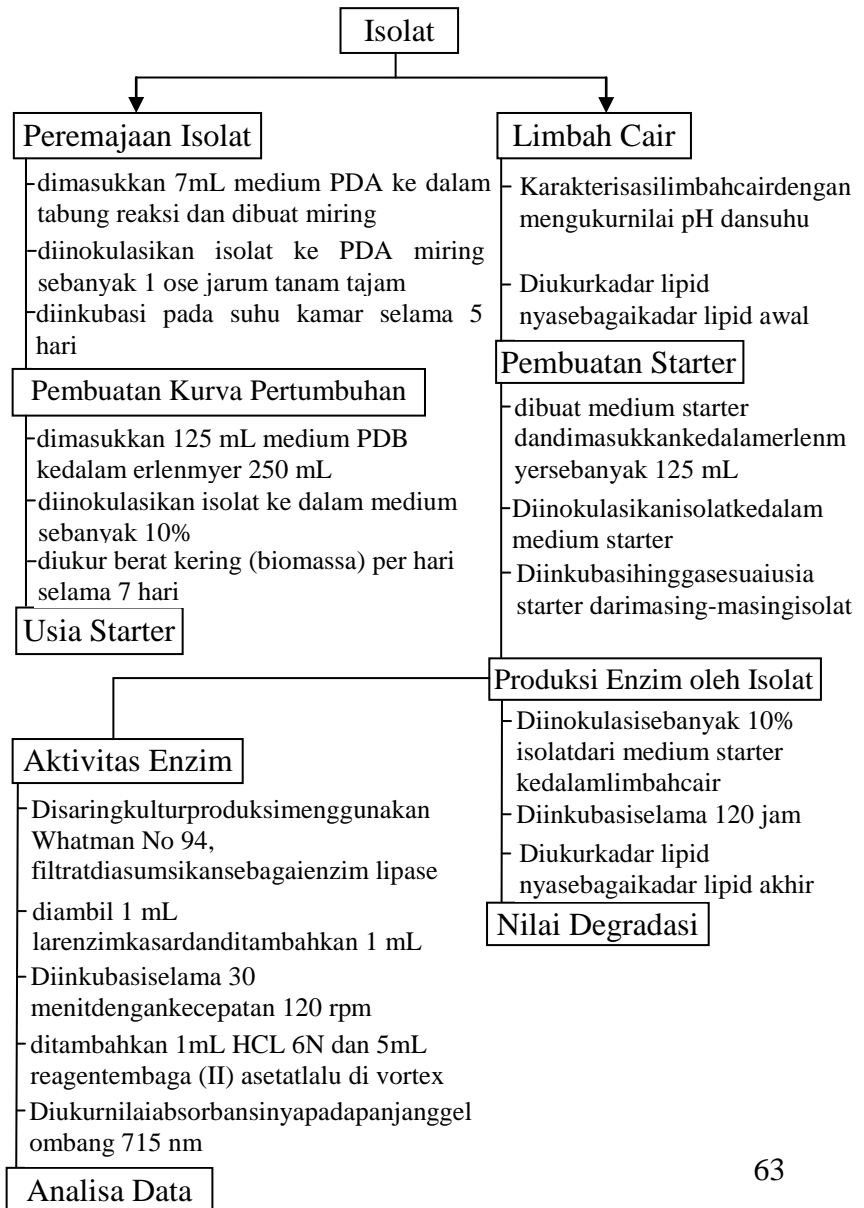 Isolat
Peremajaan Isolat
-dimasukkan 7mL medium PDA ke dalam
tabung reaksi dan dibuat miring
-diinokulasikan isolat ke PDA miring
sebanyak 1 ose jarum tanam tajam
-diinkubasi pada suhu kamar selama 5
hari
Pembuatan Kurva Pertumbuhan
-dimasukkan 125 mL medium PDB
kedalam erlenmyer 250 mL
-diinokulasikan isolat ke dalam medium
sebanyak 10%
-diukur berat kering (biomassa) per hari
selama 7 hari
Usia Starter
Limbah Cair
- Karakterisasilimbahcairdengan
mengukurnilai pH dansuhu
- Diukurkadar lipid
nyasebagaikadar lipid awal
Pembuatan Starter
- dibuat medium starter
dandimasukkankedalamerlenm
yersebanyak 125 mL
-Diinokulasikanisolatkedalam
medium starter
- Diinkubasihinggasesuaiusia
starter darimasing-masingisolat
Produksi Enzim oleh Isolat
- Diinokulasisebanyak 10%
isolatdari medium starter
kedalamlimbahcair
- Diinkubasiselama 120 jam
- Diukurkadar lipid
nyasebagaikadar lipid akhir
Nilai Degradasi
Aktivitas Enzim
-Disaringkulturproduksimenggunakan
Whatman No 94,
filtratdiasumsikansebagaienzim lipase
- diambil 1 mL
larenzimkasardanditambahkan 1 mL
-Diinkubasiselama 30
menitdengankecepatan 120 rpm
- ditambahkan 1mL HCL 6N dan 5mL
reagentembaga (II) asetatlalu di vortex
-Diukurnilaiabsorbansinyapadapanjanggel
ombang 715 nm
Analisa Data
63